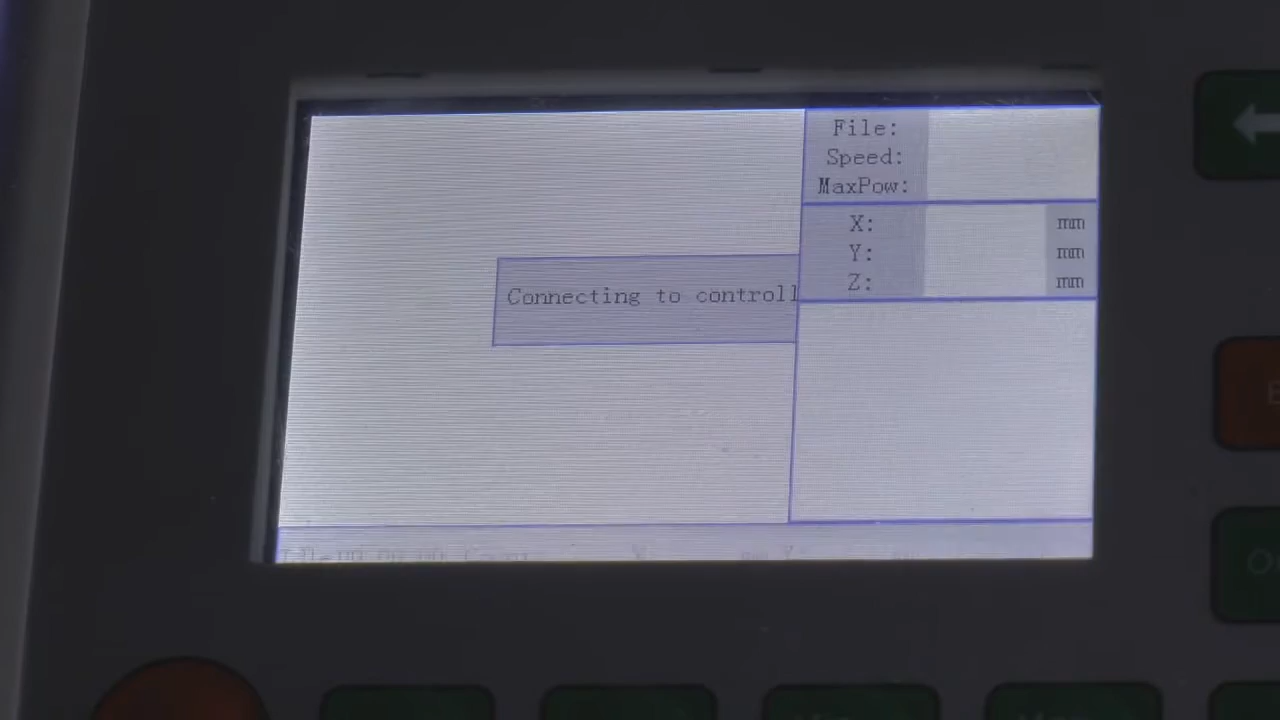 File:
Speed:
MaxPow:
X: mm
Y: mm
Z: mm
Connecting to controll